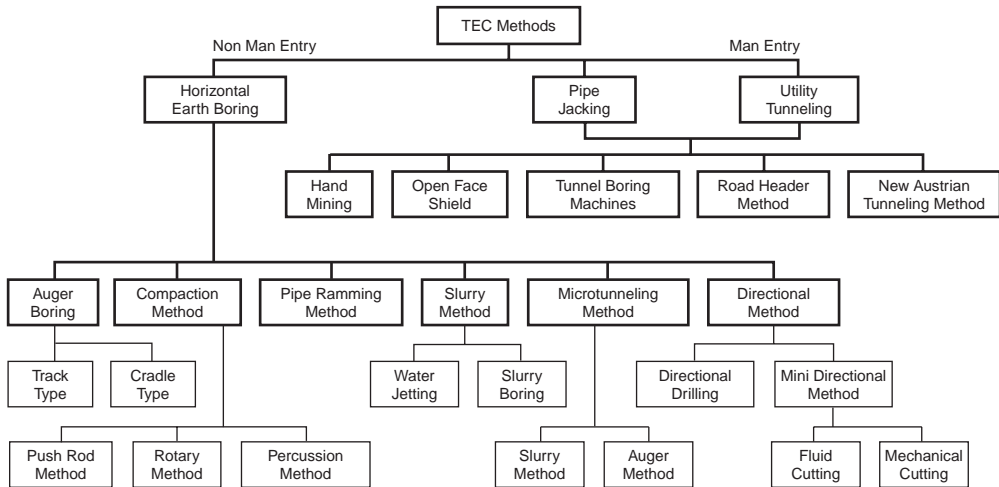 TEC Methods
Non Man Entry
Man Entry
Horizontal
Earth Boring
Pipe
Jacking
Utility
Tunneling
Hand
Mining
Open Face
Shield
Tunnel Boring
Machines
Road Header
Method
New Austrian
Tunneling Method
Auger
Boring
Compaction
Method
Pipe Ramming
Method
Slurry
Method
Microtunneling
Method
Directional
Method
Track
Type
Cradle
Type
Water
Jetting
Slurry
Boring
Directional
Drilling
Mini Directional
Method
Push Rod
Method
Rotary
Method
Percussion
Method
Slurry
Method
Auger
Method
Fluid
Cutting
Mechanical
Cutting